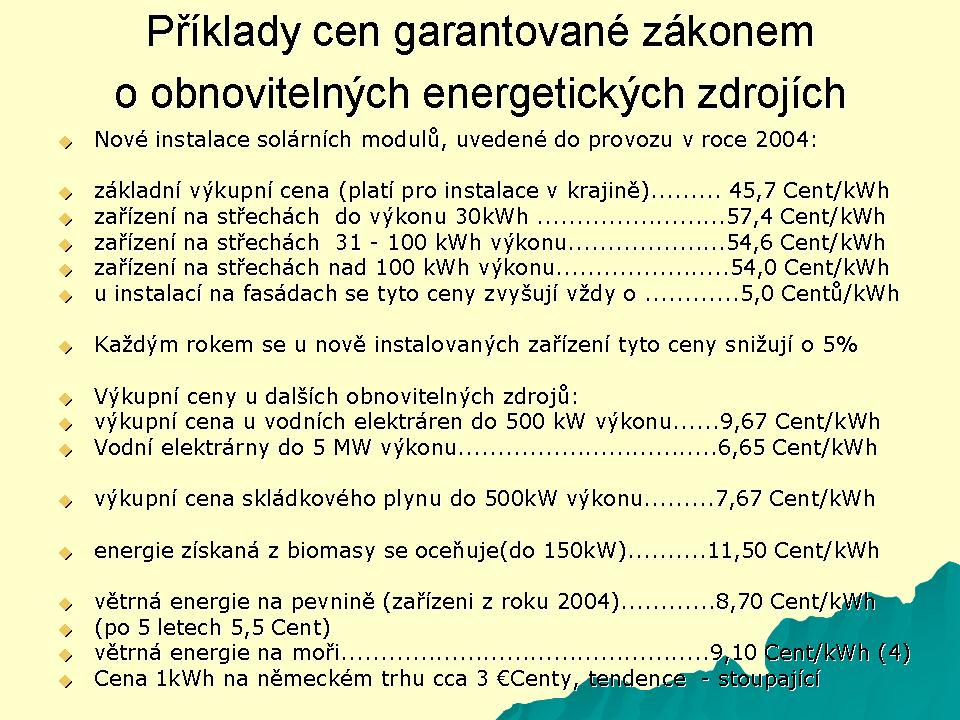 Příklady cen garantované zákonem
o obnovitelných energetických zdrojích
Nové instalace solárních modulů, uvedené do provozu v roce 2004:
základní výkupní cena (platí pro instalace v krajině)......... 45,7 Cent/kWh
zařízení na střechách  do výkonu 30kWh ........................57,4 Cent/kWh
zařízení na střechách  31 - 100 kWh výkonu....................54,6 Cent/kWh
zařízení na střechách nad 100 kWh výkonu......................54,0 Cent/kWh
u instalací na fasádach se tyto ceny zvyšují vždy o ............5,0 Centů/kWh
Každým rokem se u nově instalovaných zařízení tyto ceny snižují o 5%
Výkupní ceny u dalších obnovitelných zdrojů:
výkupní cena u vodních elektráren do 500 kW výkonu......9,67 Cent/kWh
Vodní elektrárny do 5 MW výkonu.................................6,65 Cent/kWh
výkupní cena skládkového plynu do 500kW výkonu.........7,67 Cent/kWh
energie získaná z biomasy se oceňuje(do 150kW)..........11,50 Cent/kWh
větrná energie na pevnině (zařízeni z roku 2004)............8,70 Cent/kWh
(po 5 letech 5,5 Cent)
větrná energie na moři...............................................9,10 Cent/kWh (4)
Cena 1kWh na německém trhu cca 3 €Centy, tendence  - stoupající